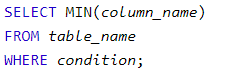 SELECT MIN(column_name)
FROM table_name
WHERE condition;